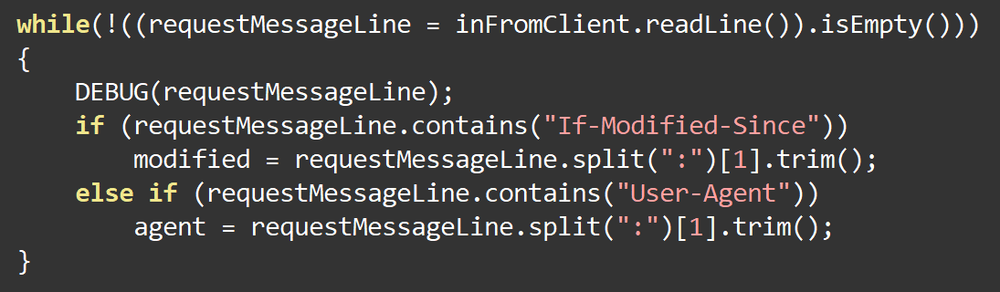 while(!((requestMessageLine = inFromClient.readLine()).isEmpty()))
{
    DEBUG(requestMessageLine);
    if (requestMessageLine.contains("If-Modified-Since"))
        modified = requestMessageLine.split(":")[1].trim();
    else if (requestMessageLine.contains("User-Agent"))
        agent = requestMessageLine.split(":")[1].trim();
}